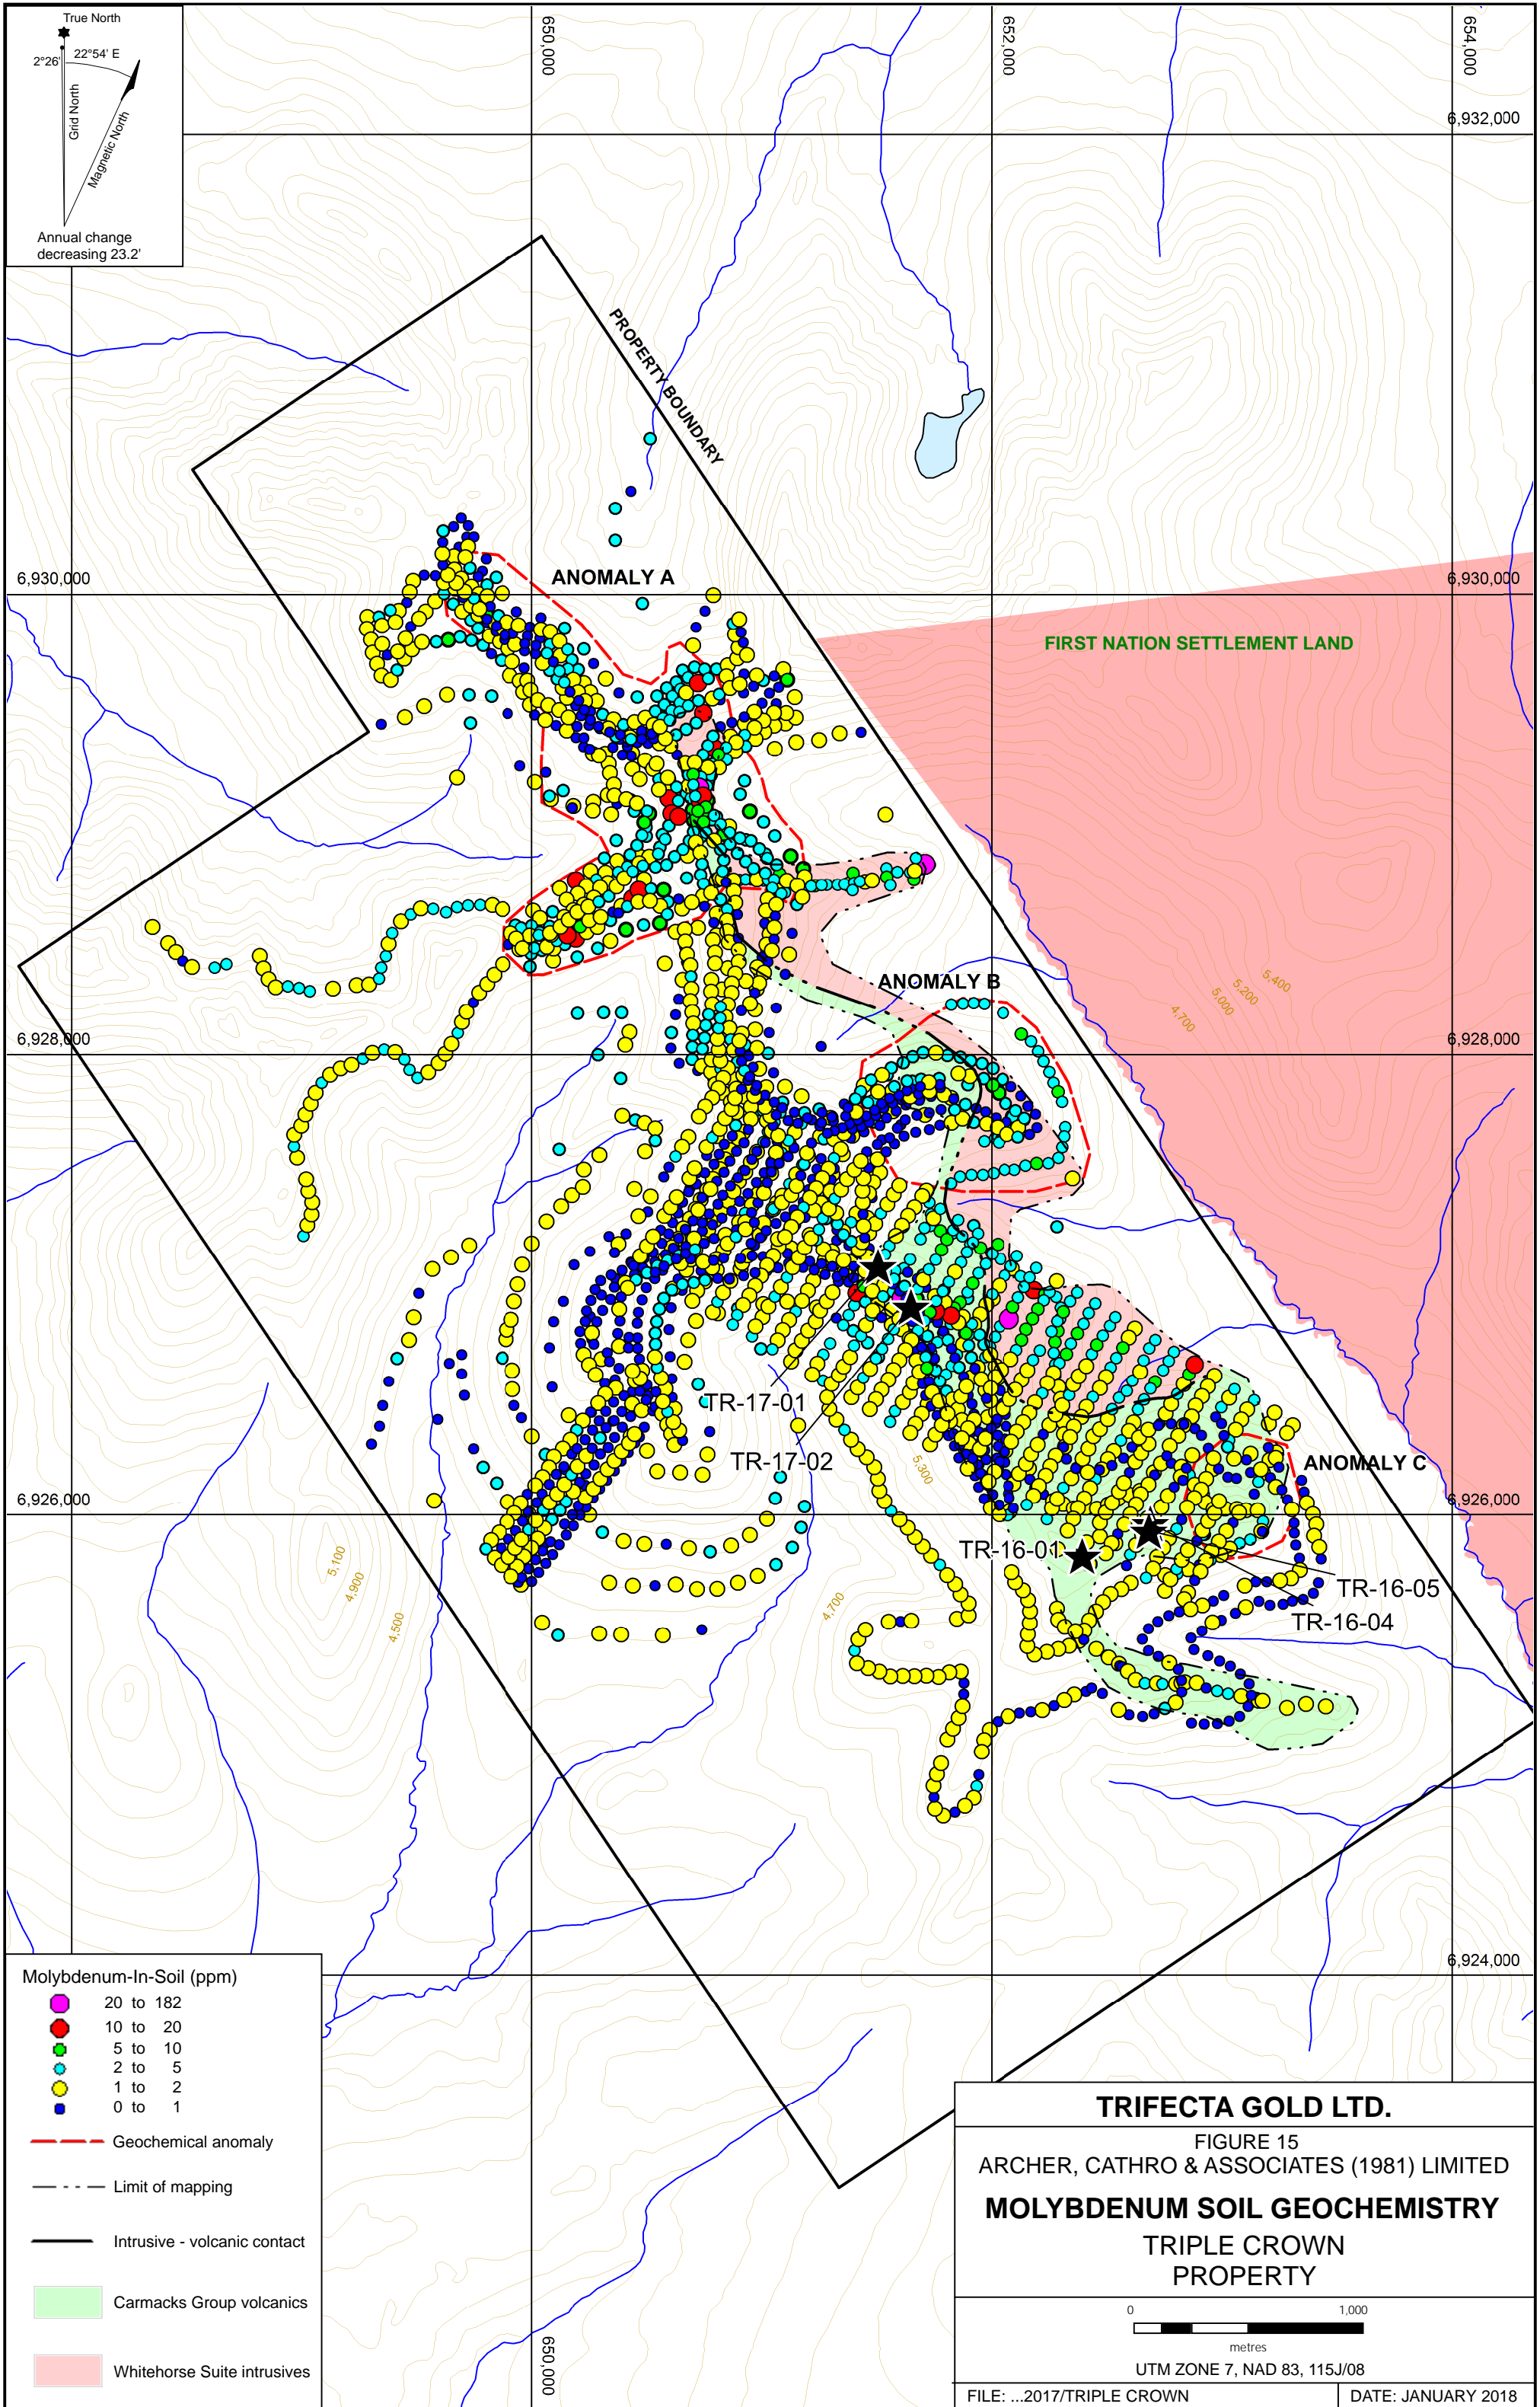 True North
2°26'
22°54' E
Grid North
Magnetic North
Annual change
decreasing 23.2'
650,000
652,000
654,000
6,932,000
PROPERTY BOUNDARY
6,930,000
ANOMALY A
6,930,000
FIRST NATION SETTLEMENT LAND
ANOMALY B
4,700
5,000
5,200
5,400
6,928,000
6,928,000
TR-17-01
TR-17-02
5,300
ANOMALY C
6,926,000
6,926,000
TR-16-01
TR-16-05
TR-16-04
5,100
4,900
4,500
4,700
6,924,000
Molybdenum-In-Soil (ppm)
20 to 182
10 to 20
5 to 10
2 to 5
1 to 2
0 to 1
Geochemical anomaly
Limit of mapping
Intrusive - volcanic contact
Carmacks Group volcanics
Whitehorse Suite intrusives
650,000
TRIFECTA GOLD LTD.
FIGURE 15
ARCHER, CATHRO & ASSOCIATES (1981) LIMITED
MOLYBDENUM SOIL GEOCHEMISTRY
TRIPLE CROWN
PROPERTY
0 1,000
metres
UTM ZONE 7, NAD 83, 115J/08
FILE: ...2017/TRIPLE CROWN
DATE: JANUARY 2018